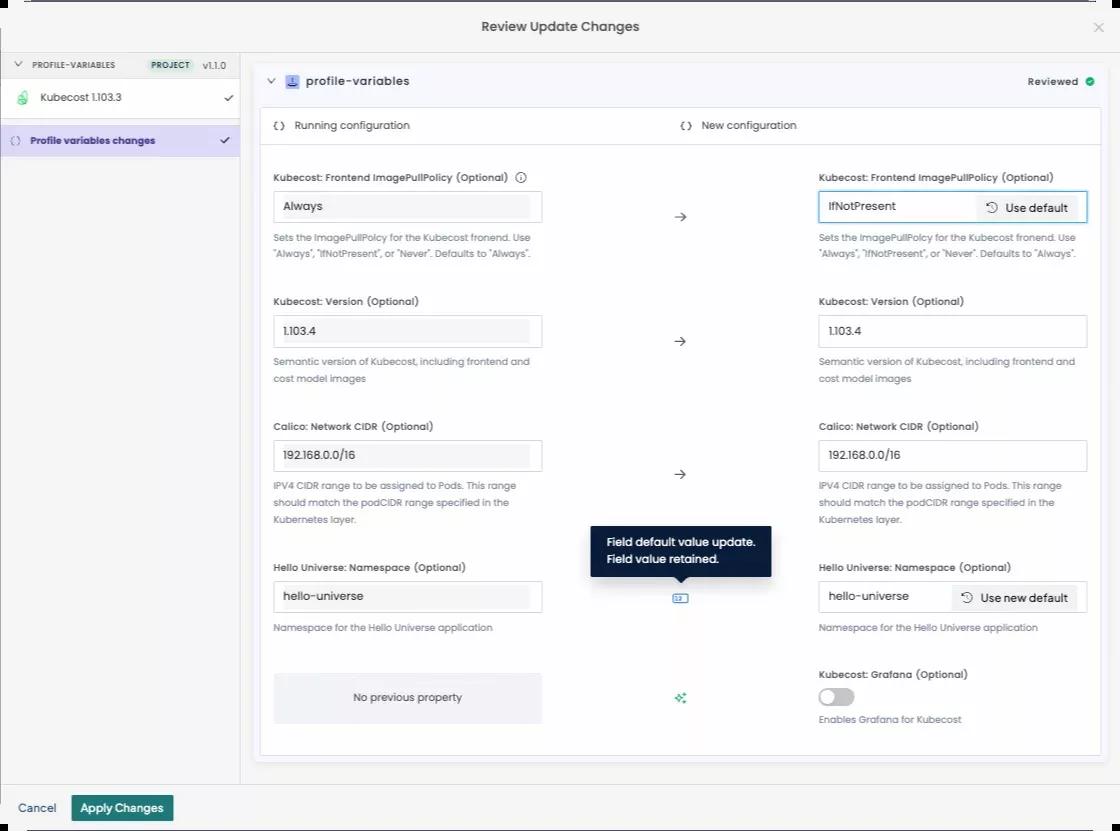 Review Update Changes
PROFILE-VARIABLES PROJECT v1.1.0
Kubecost 1.103.3
Profile variables changes
profile-variables
Reviewed
Running configuration
New configuration
Kubecost: Frontend ImagePullPolicy (Optional)
Always
Sets the ImagePullPolcy for the Kubecost fronend. Use
"Always", "IfNotPresent", or "Never". Defaults to "Always".
Kubecost: Frontend ImagePullPolicy (Optional)
IfNotPresent Use default
Sets the ImagePullPolcy for the Kubecost fronend. Use
"Always", "IfNotPresent", or "Never". Defaults to "Always".
Kubecost: Version (Optional)
1.103.4
Semantic version of Kubecost, including frontend and
cost model images
Kubecost: Version (Optional)
1.103.4
Semantic version of Kubecost, including frontend and
cost model images
Calico: Network CIDR (Optional)
192.168.0.0/16
IPV4 CIDR range to be assigned to Pods. This range
should match the podCIDR range specified in the
Kubernetes layer.
Calico: Network CIDR (Optional)
192.168.0.0/16
IPV4 CIDR range to be assigned to Pods. This range
should match the podCIDR range specified in the
Kubernetes layer.
Field default value update.
Field value retained.
Hello Universe: Namespace (Optional)
hello-universe
Namespace for the Hello Universe application
12
Hello Universe: Namespace (Optional)
hello-universe Use new default
Namespace for the Hello Universe application
No previous property
Kubecost: Grafana (Optional)
Enables Grafana for Kubecost
Cancel Apply Changes